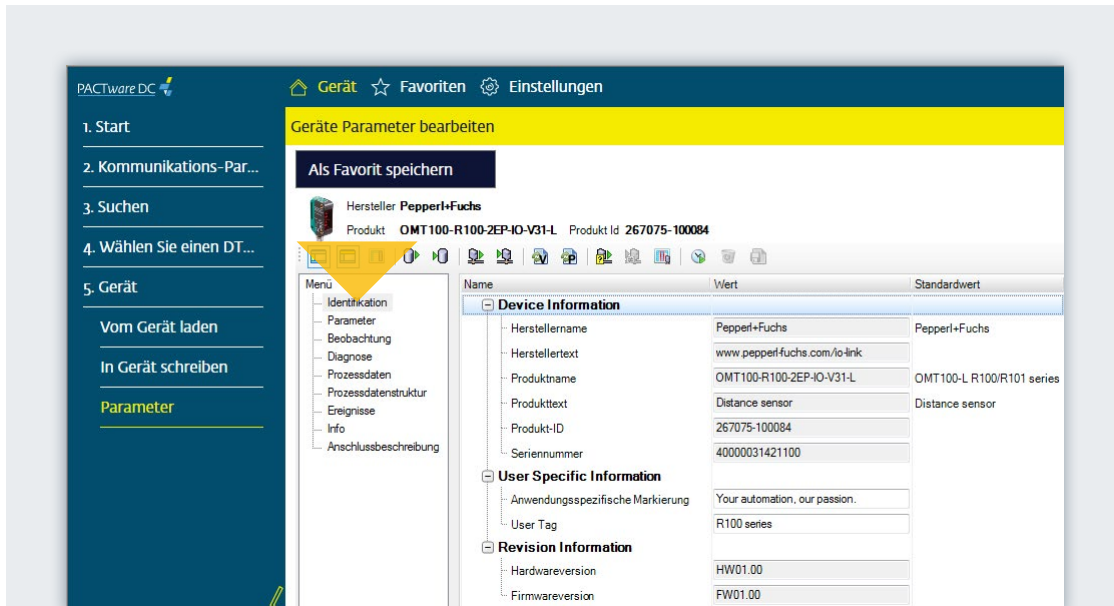 PACTware DC
Gerät Favoriten Einstellungen
1. Start
2. Kommunikations-Par...
3. Suchen
4. Wählen Sie einen DT...
5. Gerät
Vom Gerät laden
In Gerät schreiben
Parameter
Geräte Parameter bearbeiten
Als Favorit speichern
Hersteller Pepperl+Fuchs
Produkt OMT100-R100-2EP-IO-V31-L Produkt Id 267075-100084
Menü
Identifikation
Parameter
Beobachtung
Diagnose
Prozessdaten
Prozessdatenstruktur
Ereignisse
Info
Anschlussbeschreibung
Name Wert Standardwert
Device Information
Herstellername Pepperl+Fuchs Pepperl+Fuchs
Herstellertext www.pepperl-fuchs.com/io-link
Produktname OMT100-R100-2EP-IO-V31-L OMT100-L R100/R101 series
Produkttext Distance sensor Distance sensor
Produkt-ID 267075-100084
Seriennummer 40000031421100
User Specific Information
Anwendungsspezifische Markierung Your automation, our passion.
User Tag R100 series
Revision Information
Hardwareversion HW01.00
Firmwareversion FW01.00